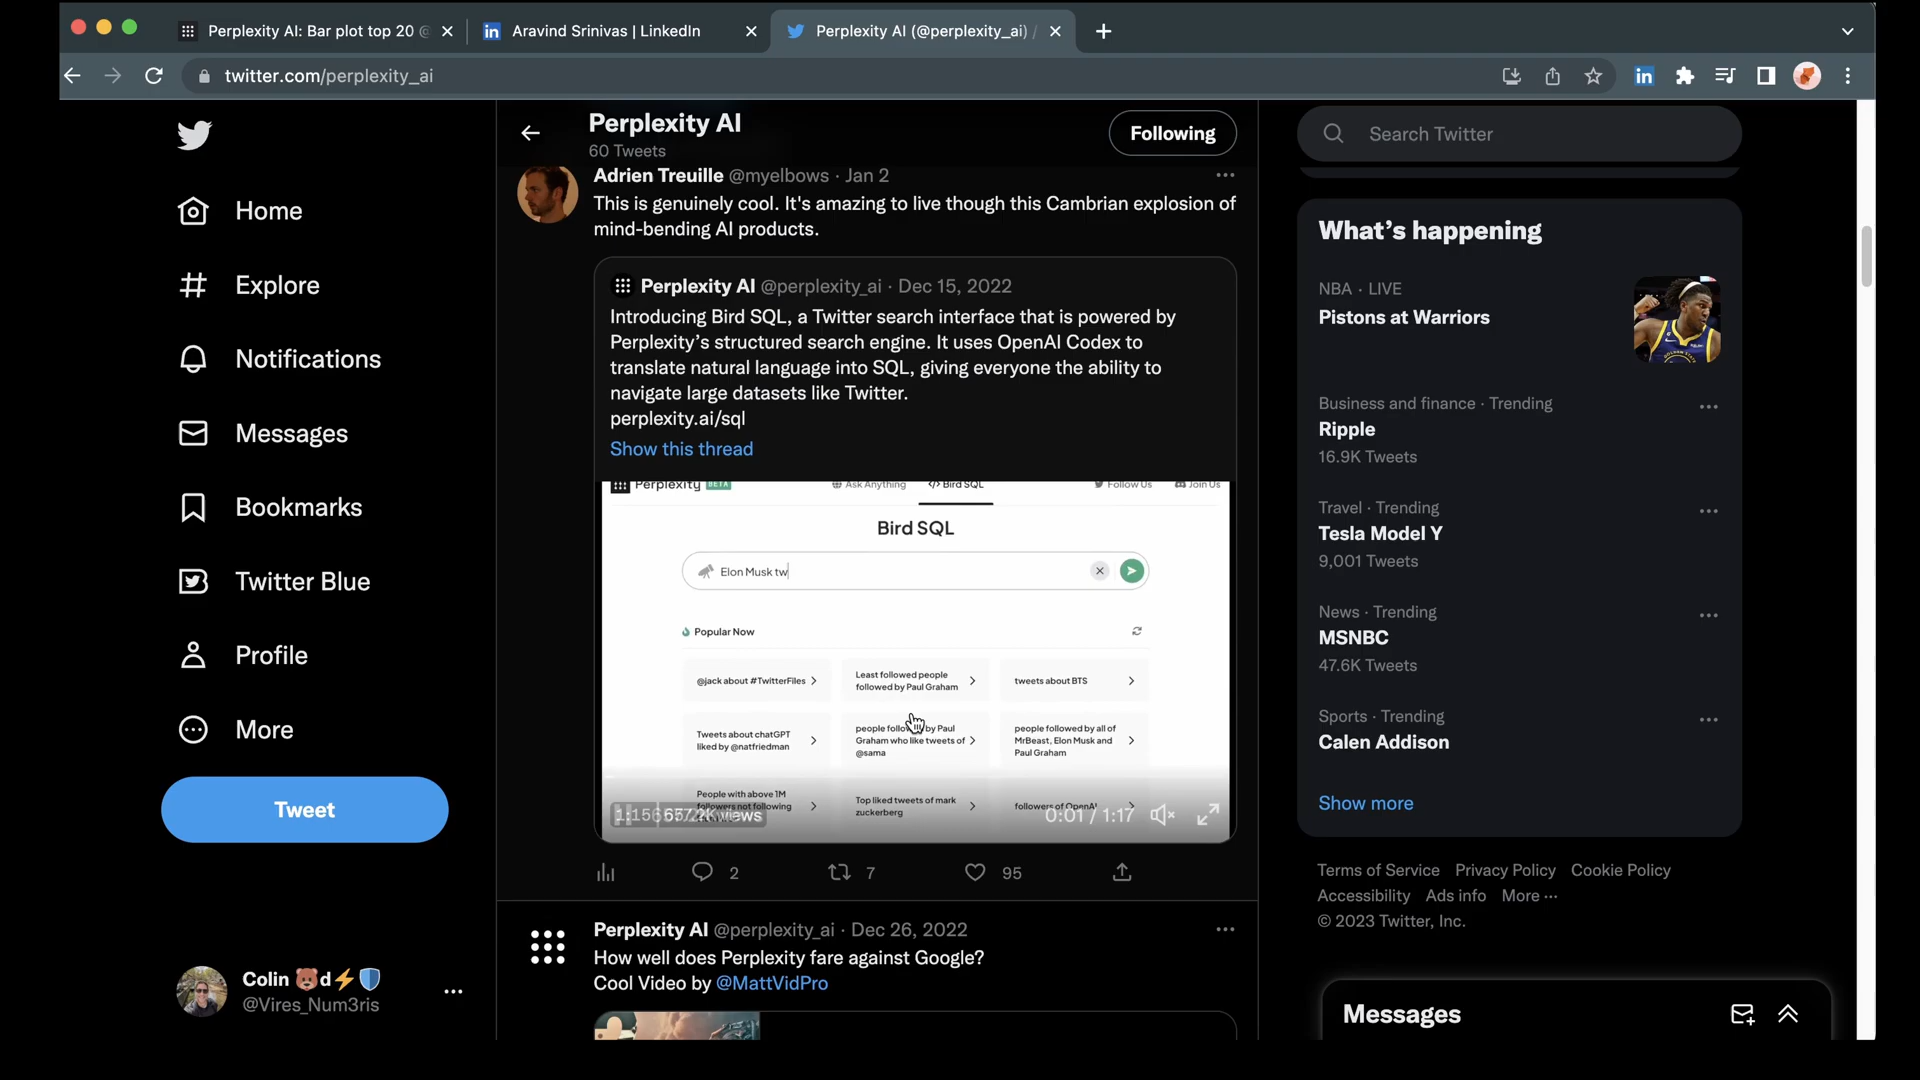 Perplexity AI: Bar plot top 20 @
Aravind Srinivas | LinkedIn
Perplexity AI (@perplexity_ai) /
twitter.com/perplexity_ai
Home
Explore
Notifications
Messages
Bookmarks
Twitter Blue
Profile
More
Tweet
Colin 🐻d⚡🛡️
@Vires_Num3ris
Perplexity AI
60 Tweets
Following
Adrien Treuille @myelbows · Jan 2
This is genuinely cool. It's amazing to live though this Cambrian explosion of
mind-bending AI products.
Perplexity AI @perplexity_ai · Dec 15, 2022
Introducing Bird SQL, a Twitter search interface that is powered by
Perplexity's structured search engine. It uses OpenAI Codex to
translate natural language into SQL, giving everyone the ability to
navigate large datasets like Twitter.
perplexity.ai/sql
Show this thread
Perplexity BETA
Ask Anything
</> Bird SQL
Follow Us
Join Us
Bird SQL
Elon Musk tw
Popular Now
@jack about #TwitterFiles
Least followed people
followed by Paul Graham
tweets about BTS
Tweets about chatGPT
liked by @natfriedman
people followed by Paul
Graham who like tweets of
@sama
people followed by all of
MrBeast, Elon Musk and
Paul Graham
People with above 1M
followers not following
Top liked tweets of mark
zuckerberg
followers of OpenAI
0:01 / 1:17
2
7
95
Perplexity AI @perplexity_ai · Dec 26, 2022
How well does Perplexity fare against Google?
Cool Video by @MattVidPro
Search Twitter
What's happening
NBA · LIVE
Pistons at Warriors
Business and finance · Trending
Ripple
16.9K Tweets
Travel · Trending
Tesla Model Y
9,001 Tweets
News · Trending
MSNBC
47.6K Tweets
Sports · Trending
Calen Addison
Show more
Terms of Service Privacy Policy Cookie Policy
Accessibility Ads info More ···
© 2023 Twitter, Inc.
Messages